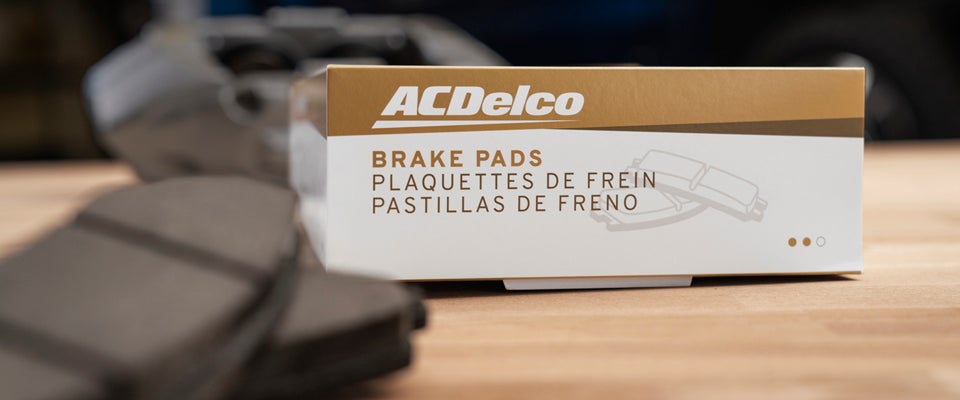 ACDelco
BRAKE PADS
PLAQUETTES DE FREIN
PASTILLAS DE FRENO